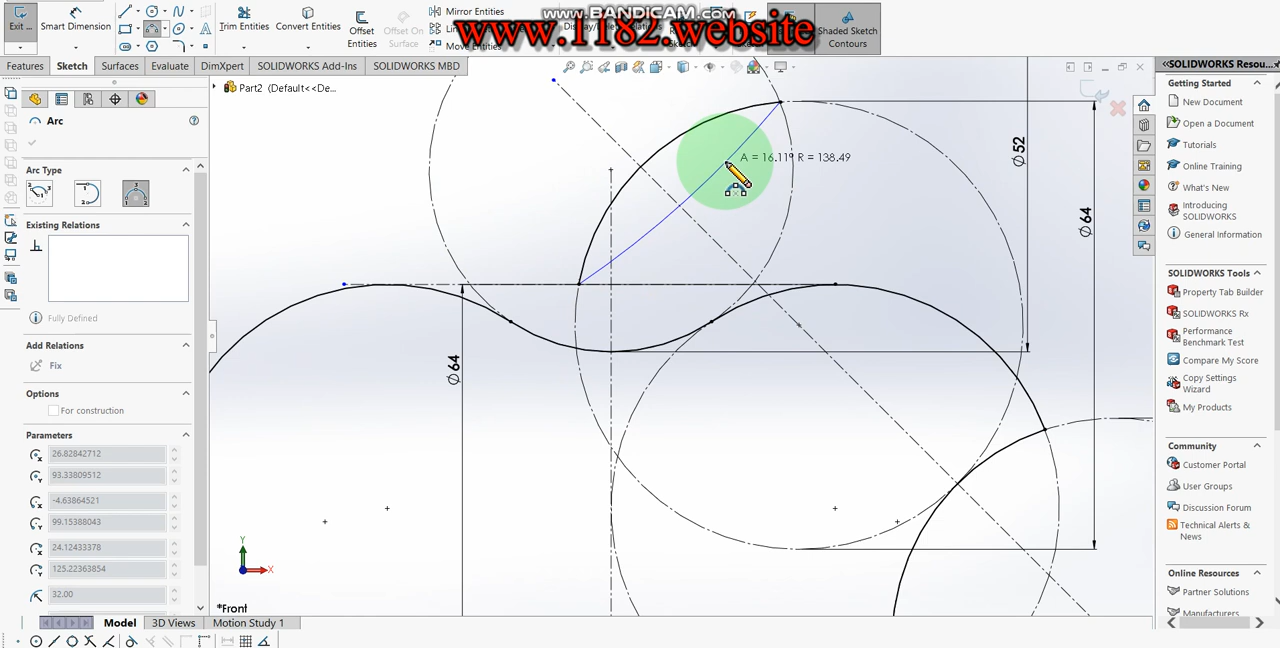 www.BANDICAM.com
www.1182.website
Exit ...
Smart Dimension
Trim Entities
Convert Entities
Offset Entities
Offset On Surface
Mirror Entities
Move Entities
Shaded Sketch Contours
Features
Sketch
Surfaces
Evaluate
DimXpert
SOLIDWORKS Add-Ins
SOLIDWORKS MBD
Part2 (Default<<De...
Arc
Arc Type
Existing Relations
Fully Defined
Add Relations
Fix
Options
For construction
Parameters
26.82842712
93.33809512
-4.63864521
99.15388043
24.12433378
125.22363854
32.00
A = 16.11° R = 138.49
∅52
∅64
∅64
Y
X
*Front
Model
3D Views
Motion Study 1
SOLIDWORKS Resou...
Getting Started
New Document
Open a Document
Tutorials
Online Training
What's New
Introducing SOLIDWORKS
General Information
SOLIDWORKS Tools
Property Tab Builder
SOLIDWORKS Rx
Performance Benchmark Test
Compare My Score
Copy Settings Wizard
My Products
Community
Customer Portal
User Groups
Discussion Forum
Technical Alerts & News
Online Resources
Partner Solutions
Manufacturers